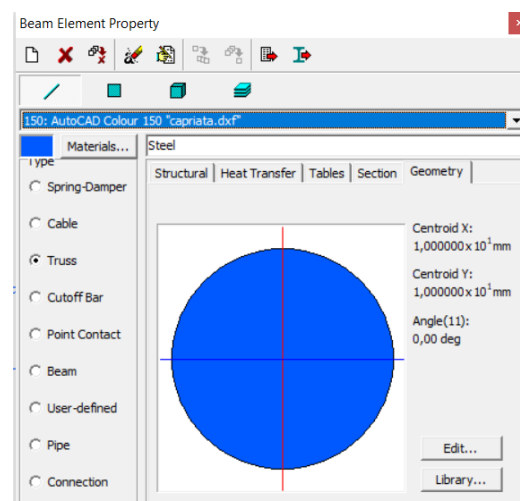 Beam Element Property
150: AutoCAD Colour 150 "capriata.dxf"
Materials...
Steel
Type
Spring-Damper
Cable
Truss
Cutoff Bar
Point Contact
Beam
User-defined
Pipe
Connection
Structural
Heat Transfer
Tables
Section
Geometry
Centroid X:
1,000000x10¹mm
Centroid Y:
1,000000x10¹mm
Angle(11):
0,00 deg
Edit...
Library...